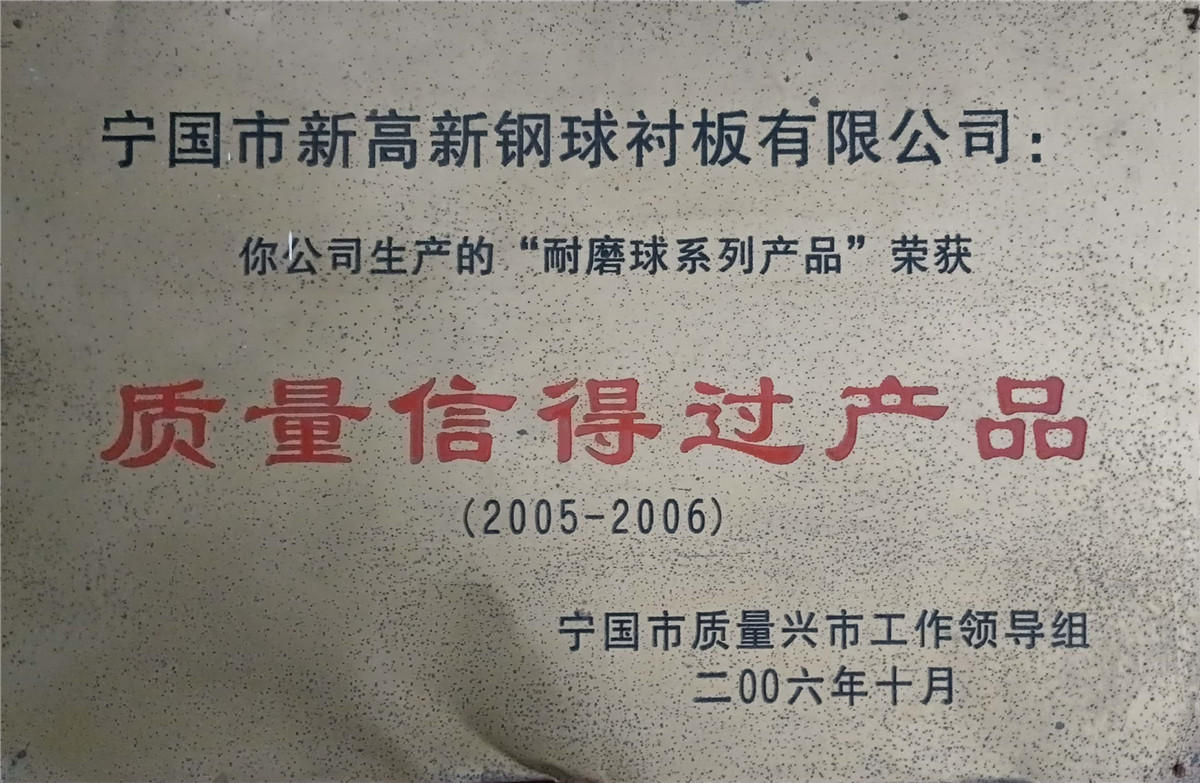 宁国市新高新钢球衬板有限公司：
你公司生产的“耐磨球系列产品”荣获
质量信得过产品
(2005-2006)
宁国市质量兴市工作领导组
二00六年十月